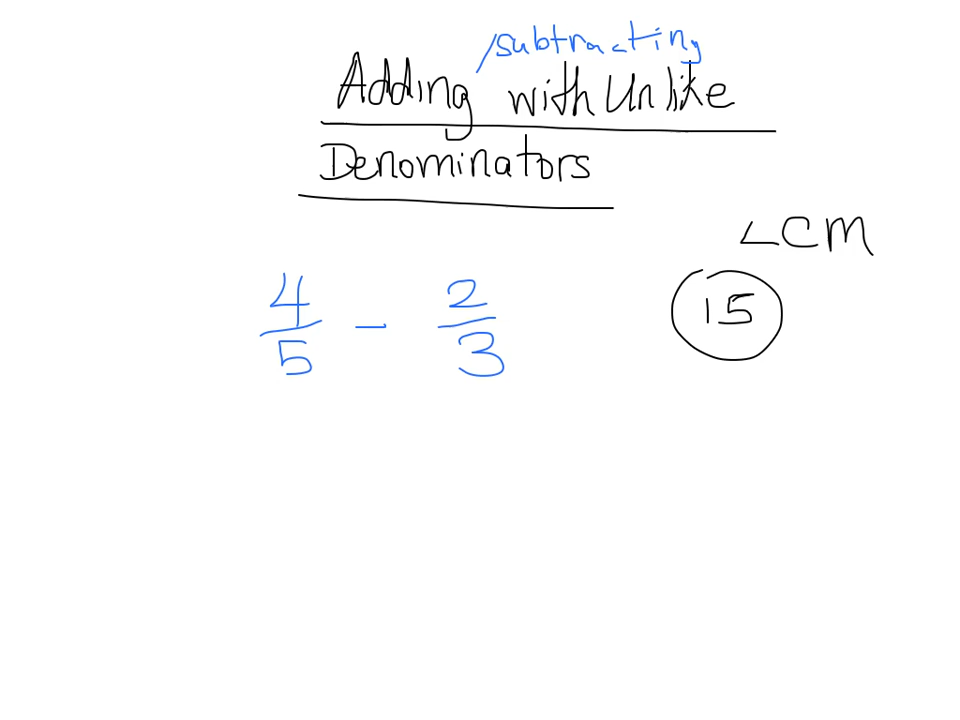 /subtracting
Adding with Unlike
Denominators
LCM
4/5 - 2/3
15